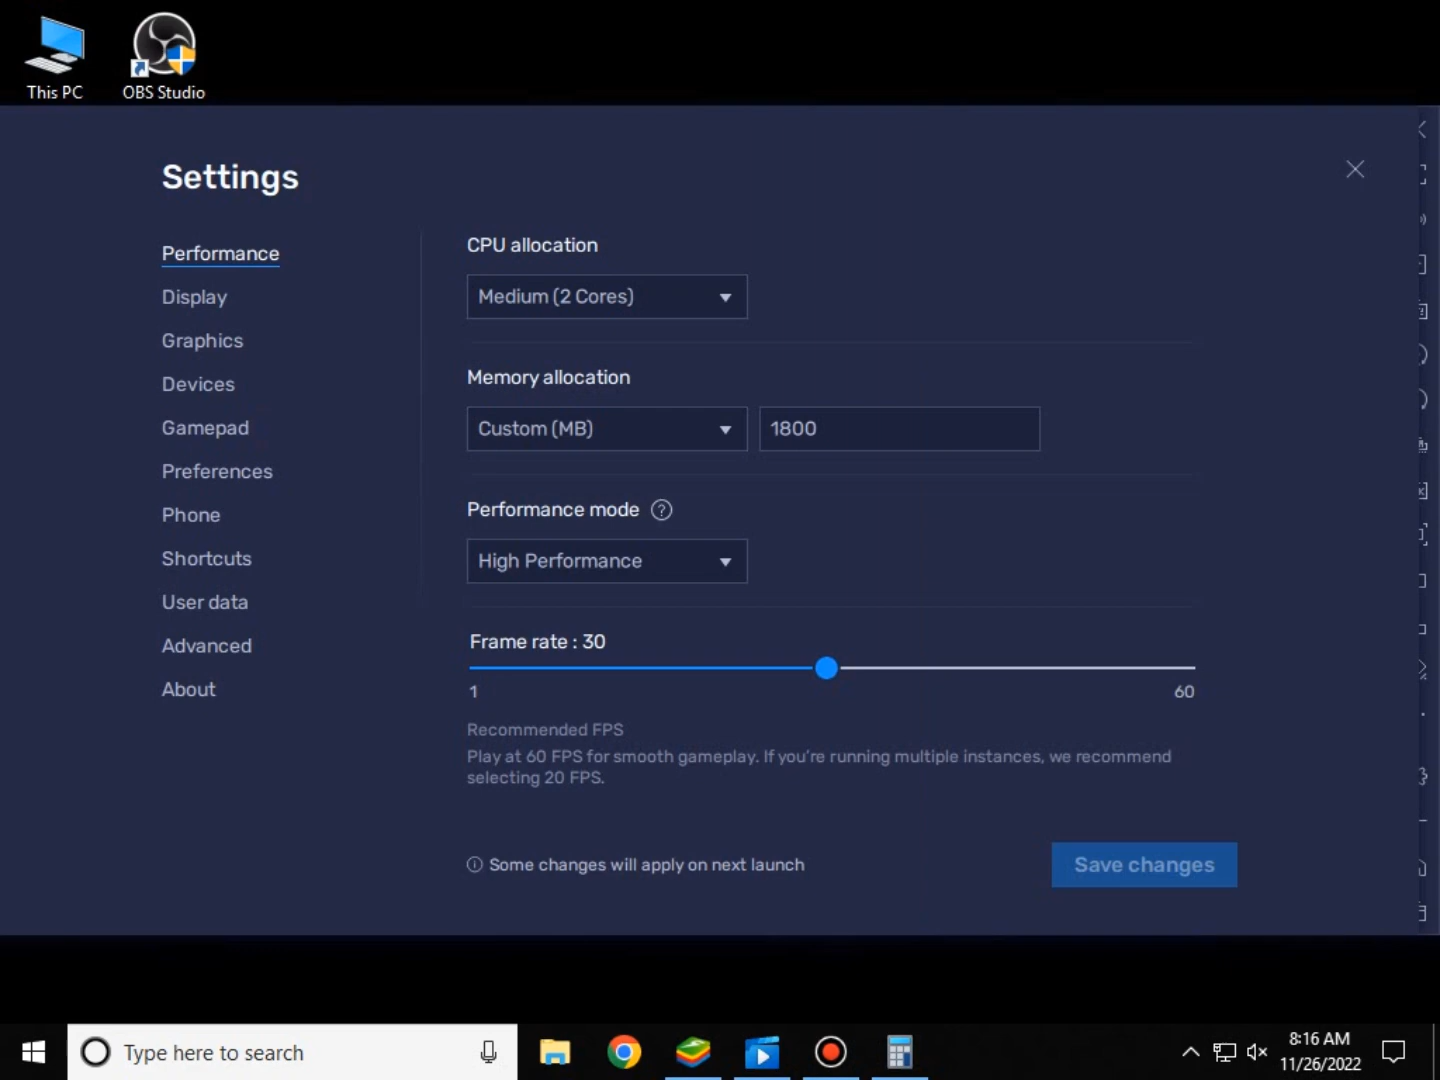 This PC
OBS Studio
Settings
Performance
Display
Graphics
Devices
Gamepad
Preferences
Phone
Shortcuts
User data
Advanced
About
CPU allocation
Medium (2 Cores)
Memory allocation
Custom (MB)
1800
Performance mode
High Performance
Frame rate : 30
1
60
Recommended FPS
Play at 60 FPS for smooth gameplay. If you're running multiple instances, we recommend
selecting 20 FPS.
Some changes will apply on next launch
Save changes
Type here to search
8:16 AM
11/26/2022